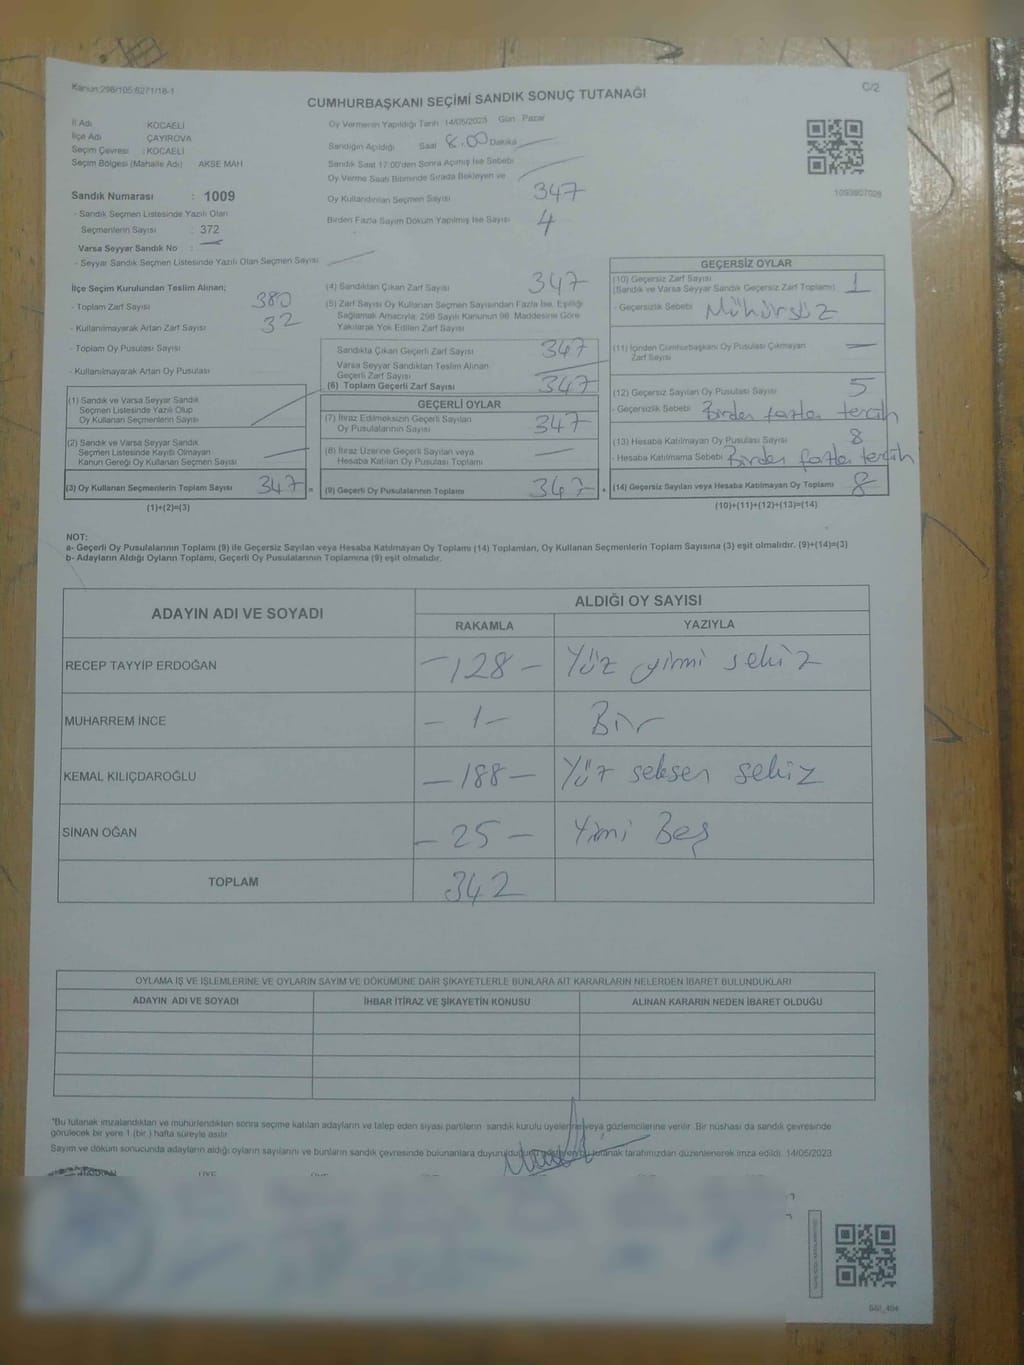 Kanun:298/105;6271/18-1
C/2
CUMHURBAŞKANI SEÇİMİ SANDIK SONUÇ TUTANAĞI
İl Adı KOCAELİ
İlçe Adı ÇAYIROVA
Seçim Çevresi : KOCAELİ
Seçim Bölgesi (Mahalle Adı) AKSE MAH
Sandık Numarası : 1009
- Sandık Seçmen Listesinde Yazılı Olan
Seçmenlerin Sayısı : 372
Varsa Seyyar Sandık No : —
- Seyyar Sandık Seçmen Listesinde Yazılı Olan Seçmen Sayısı
Oy Vermenin Yapıldığı Tarih 14/05/2023 Gün Pazar
Sandığın Açıldığı Saat 8.00 Dakika
Sandık Saat 17:00'den Sonra Açılmış İse Sebebi
Oy Verme Saati Bitiminde Sırada Bekleyen ve
Oy Kullandırılan Seçmen Sayısı 347
Birden Fazla Sayım Döküm Yapılmış İse Sayısı 4
1093807009
İlçe Seçim Kurulundan Teslim Alınan;
- Toplam Zarf Sayısı 380
- Kullanılmayarak Artan Zarf Sayısı 32
- Toplam Oy Pusulası Sayısı
- Kullanılmayarak Artan Oy Pusulası
(1) Sandık ve Varsa Seyyar Sandık
Seçmen Listesinde Yazılı Olup
Oy Kullanan Seçmenlerin Sayısı
(2) Sandık ve Varsa Seyyar Sandık
Seçmen Listesinde Kayıtlı Olmayan
Kanun Gereği Oy Kullanan Seçmen Sayısı
(3) Oy Kullanan Seçmenlerin Toplam Sayısı 347 =
(1)+(2)=(3)
(4) Sandıktan Çıkan Zarf Sayısı 347
(5) Zarf Sayısı Oy Kullanan Seçmen Sayısından Fazla İse, Eşitliği
Sağlamak Amacıyla; 298 Sayılı Kanunun 98. Maddesine Göre
Yakılarak Yok Edilen Zarf Sayısı
Sandıkta Çıkan Geçerli Zarf Sayısı 347
Varsa Seyyar Sandıktan Teslim Alınan
Geçerli Zarf Sayısı
(6) Toplam Geçerli Zarf Sayısı 347
GEÇERLİ OYLAR
(7) İtiraz Edilmeksizin Geçerli Sayılan
Oy Pusulasının Sayısı 347
(8) İtiraz Üzerine Geçerli Sayılan veya
Hesaba Katılan Oy Pusulası Toplamı —
(9) Geçerli Oy Pusulalarının Toplamı 347 +
GEÇERSİZ OYLAR
(10) Geçersiz Zarf Sayısı
(Sandık ve Varsa Seyyar Sandık Geçersiz Zarf Toplamı) 1
- Geçersizlik Sebebi Mühürsüz
(11) İçinden Cumhurbaşkanı Oy Pusulası Çıkmayan
Zarf Sayısı —
(12) Geçersiz Sayılan Oy Pusulası Sayısı 5
- Geçersizlik Sebebi Birden fazla tercih
(13) Hesaba Katılmayan Oy Pusulası Sayısı 8
- Hesaba Katılmama Sebebi Birden fazla tercih
(14) Geçersiz Sayılan veya Hesaba Katılmayan Oy Toplamı 8
(10)+(11)+(12)+(13)=(14)
NOT:
a- Geçerli Oy Pusulalarının Toplamı (9) ile Geçersiz Sayılan veya Hesaba Katılmayan Oy Toplamı (14) Toplamları, Oy Kullanan Seçmenlerin Toplam Sayısına (3) eşit olmalıdır. (9)+(14)=(3)
b- Adayların Aldığı Oyların Toplamı, Geçerli Oy Pusulalarının Toplamına (9) eşit olmalıdır.
ADAYIN ADI VE SOYADI ALDIĞI OY SAYISI
RAKAMLA YAZIYLA
RECEP TAYYİP ERDOĞAN -128- Yüz yirmi sekiz
MUHARREM İNCE -1- Bir
KEMAL KILIÇDAROĞLU -188- Yüz seksen sekiz
SİNAN OĞAN -25- Yirmi Beş
TOPLAM 342
OYLAMA İŞ VE İŞLEMLERİNE VE OYLARIN SAYIM VE DÖKÜMÜNE DAİR ŞİKAYETLERLE BUNLARA AİT KARARLARIN NELERDEN İBARET BULUNDUKLARI
ADAYIN ADI VE SOYADI İHBAR İTİRAZ VE ŞİKAYETİN KONUSU ALINAN KARARIN NEDEN İBARET OLDUĞU
"Bu tutanak imzalandıktan ve mühürlendikten sonra seçime katılan adayların ve talep eden siyasi partilerin sandık kurulu üyelerine veya gözlemcilerine verilir. Bir nüshası da sandık çevresinde
görülecek bir yere 1 (bir ) hafta süreyle asılır.
Sayım ve döküm sonucunda adayların aldığı oyların sayılarını ve bunların sandık çevresinde bulunanlara duyurulduğunu gösteren bu tutanak tarafımızdan düzenlenerek imza edildi. 14/05/2023